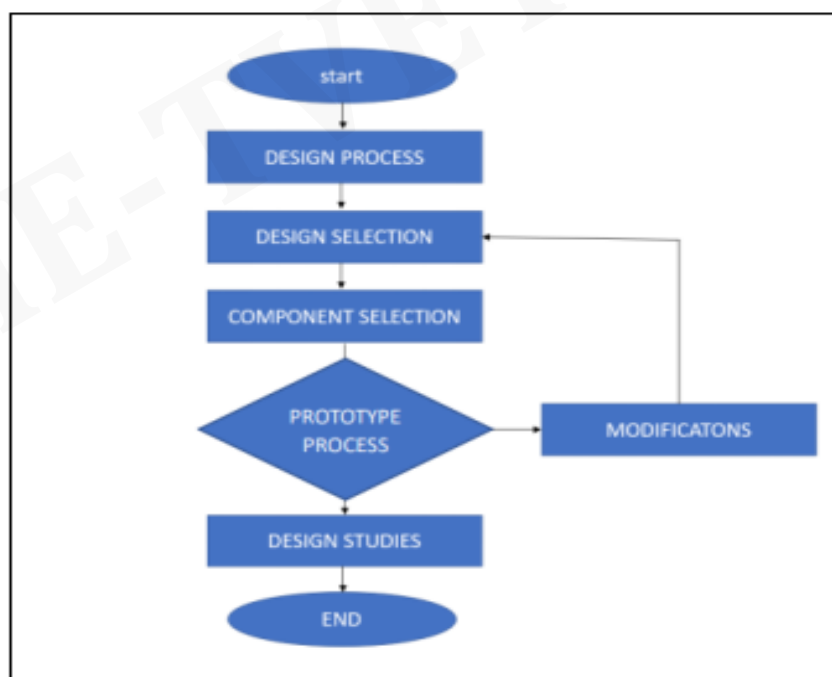 start
DESIGN PROCESS
DESIGN SELECTION
COMPONENT SELECTION
PROTOTYPE
PROCESS
MODIFICATONS
DESIGN STUDIES
END